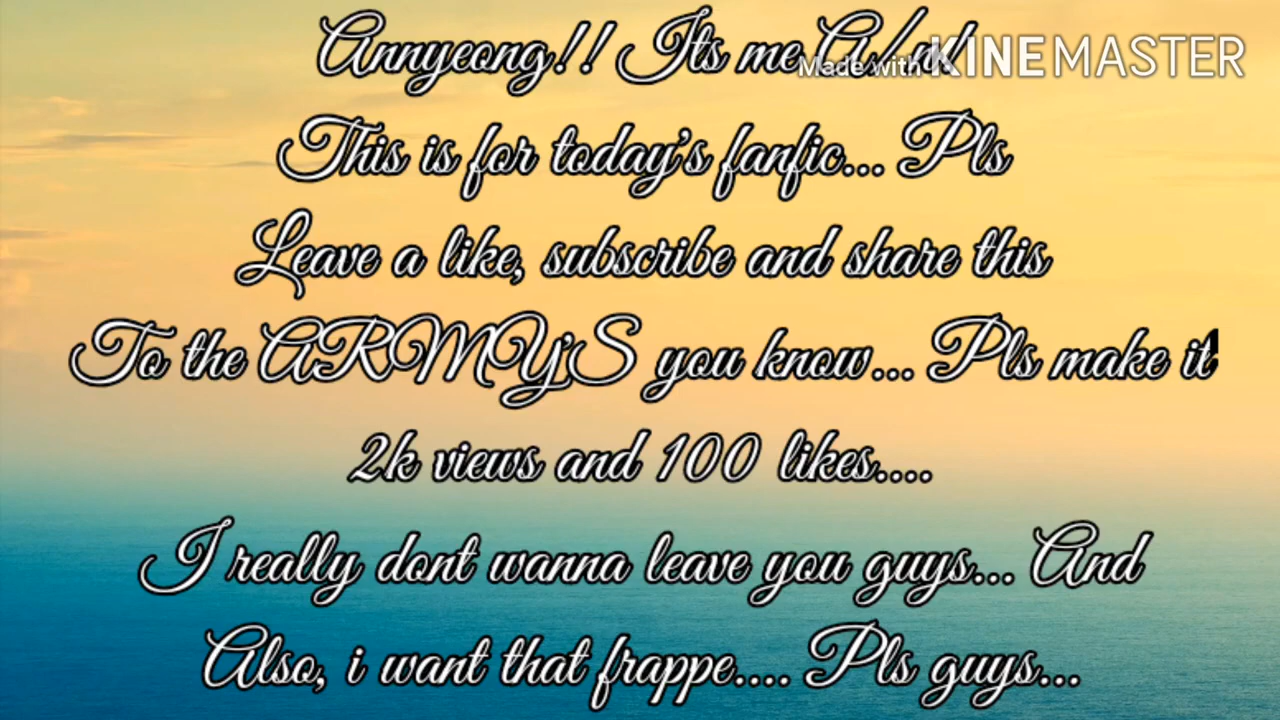 Annyeong!! Its me A/n!
Made with KINEMASTER
This is for today's fanfic... Pls
Leave a like, subscribe and share this
To the ARMY'S you know... Pls make it
2k views and 100 likes....
I really dont wanna leave you guys... And
Also, i want that frappe.... Pls guys...